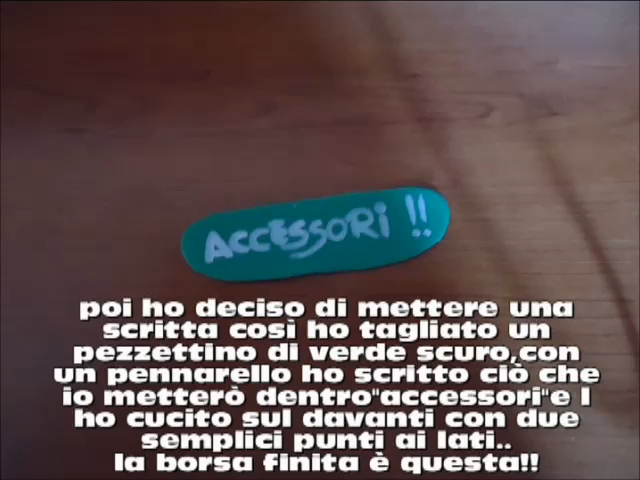 ACCESSORi !!
poi ho deciso di mettere una
scritta così ho tagliato un
pezzettino di verde scuro,con
un pennarello ho scritto ciò che
io metterò dentro"accessori"e l
ho cucito sul davanti con due
semplici punti ai lati..
la borsa finita è questa!!